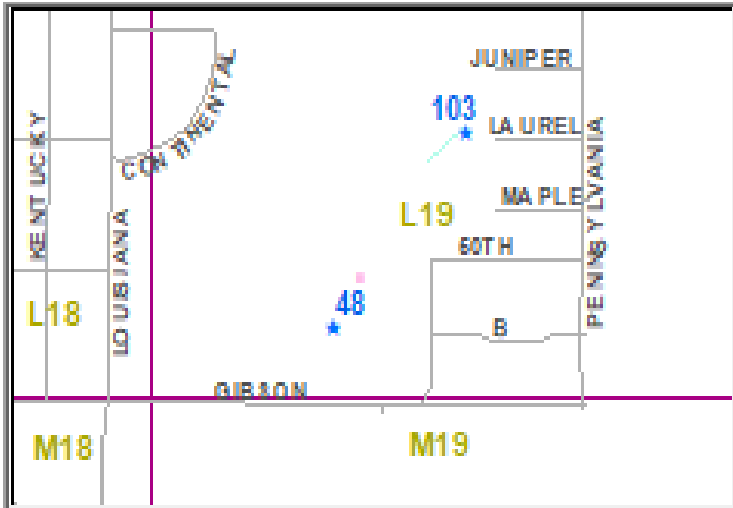 JUNIPER
CONTINENTAL
103
LAUREL
KENTUCKY
PENNSYLVANIA
MAPLE
L19
LOUISIANA
60TH
48
L18
B
GIBSON
M18
M19